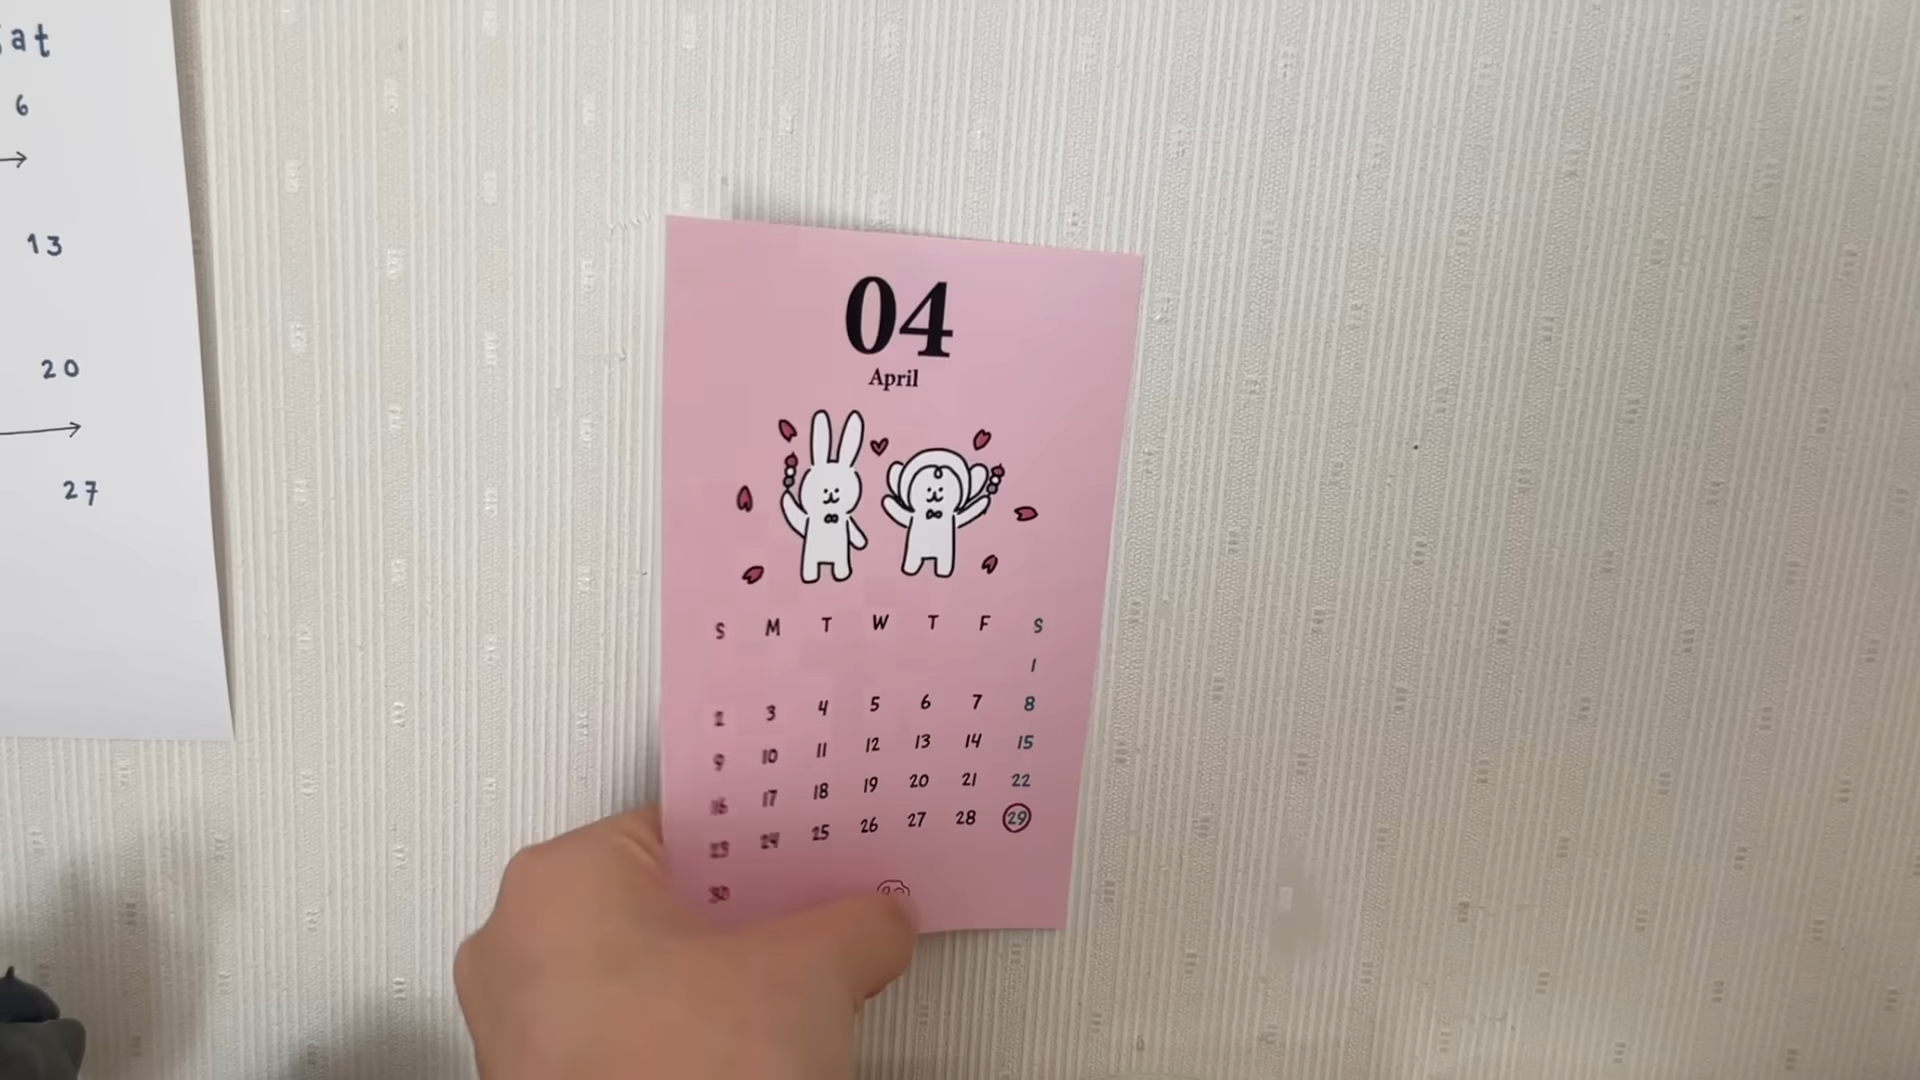 at
6
13
20
27
04
April
S M T W T F S
1
2 3 4 5 6 7 8
9 10 11 12 13 14 15
16 17 18 19 20 21 22
23 24 25 26 27 28 29
30